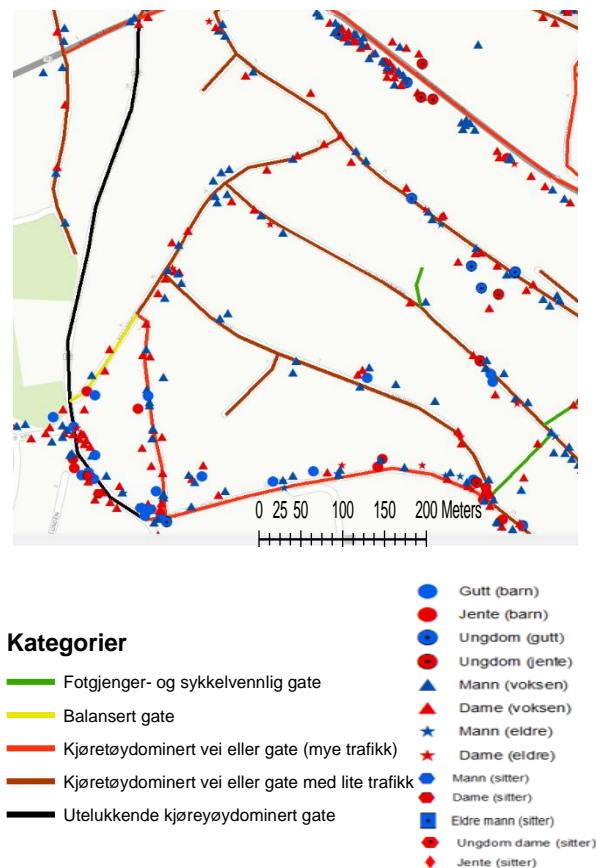 0 25 50 100 150 200 Meters
Kategorier
Fotgjenger- og sykkelvennlig gate
Balansert gate
Kjøretøydominert vei eller gate (mye trafikk)
Kjøretøydominert vei eller gate med lite trafikk
Utelukkende kjøreyøydominert gate
Gutt (barn)
Jente (barn)
Ungdom (gutt)
Ungdom (jente)
Mann (voksen)
Dame (voksen)
Mann (eldre)
Dame (eldre)
Mann (sitter)
Dame (sitter)
Eldre mann (sitter)
Ungdom dame (sitter)
Jente (sitter)